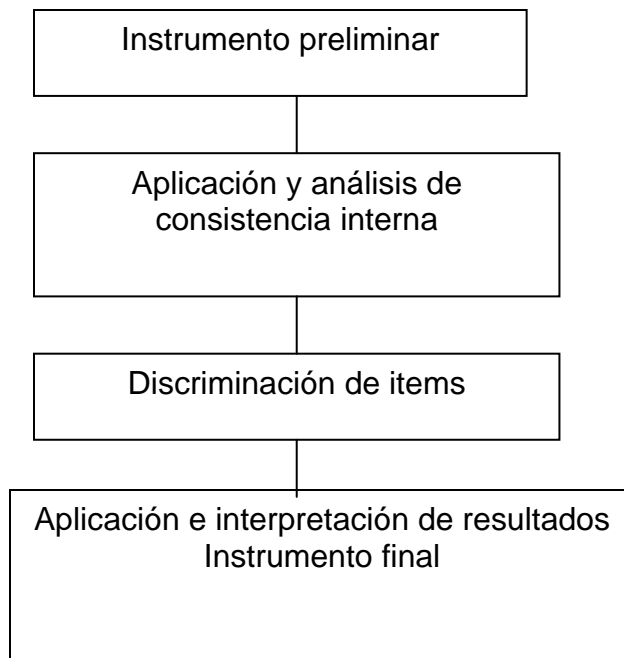 Instrumento preliminar
Aplicación y análisis de
consistencia interna
Discriminación de items
Aplicación e interpretación de resultados
Instrumento final